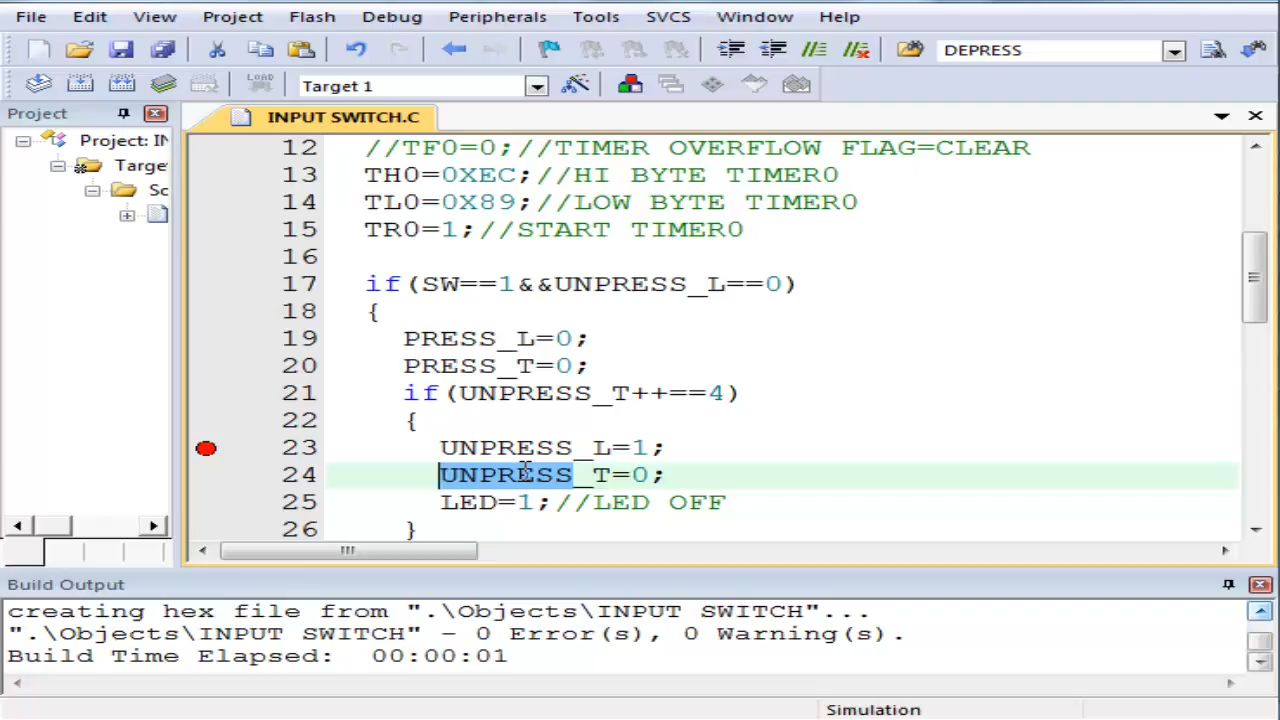 File Edit View Project Flash Debug Peripherals Tools SVCS Window Help
DEPRESS
LOAD Target 1
Project
INPUT SWITCH.C
Project: IN
Targe
Sc
12 //TF0=0;//TIMER OVERFLOW FLAG=CLEAR
13 TH0=0XEC;//HI BYTE TIMER0
14 TL0=0X89;//LOW BYTE TIMER0
15 TR0=1;//START TIMER0
16
17 if(SW==1&&UNPRESS_L==0)
18 {
19 PRESS_L=0;
20 PRESS_T=0;
21 if(UNPRESS_T++==4)
22 {
23 UNPRESS_L=1;
24 UNPRESS_T=0;
25 LED=1;//LED OFF
26 }
Build Output
creating hex file from ".\Objects\INPUT SWITCH"...
".\Objects\INPUT SWITCH" - 0 Error(s), 0 Warning(s).
Build Time Elapsed: 00:00:01
Simulation